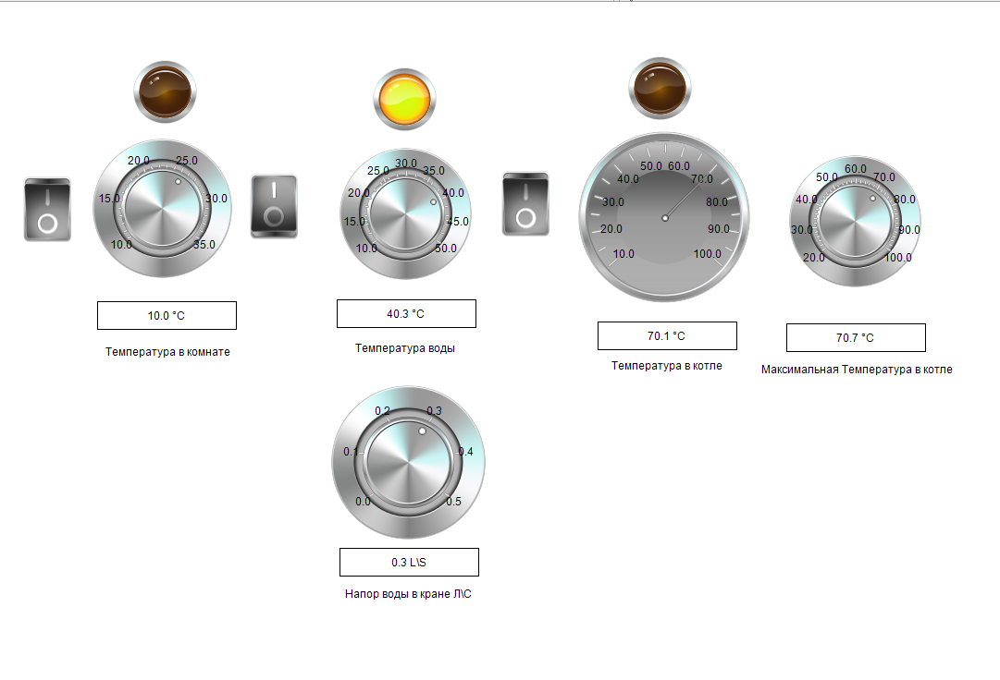 20.0 25.0
15.0 30.0
10.0 35.0
10.0 °C
Температура в комнате
25.0 30.0 35.0
20.0 40.0
15.0 45.0
10.0 50.0
40.3 °C
Температура воды
50.0 60.0
40.0 70.0
30.0 80.0
20.0 90.0
10.0 100.0
70.1 °C
Температура в котле
50.0 60.0 70.0
40.0 80.0
30.0 90.0
20.0 100.0
70.7 °C
Максимальная Температура в котле
0.2 0.3
0.1 0.4
0.0 0.5
0.3 L\S
Напор воды в кране Л\С